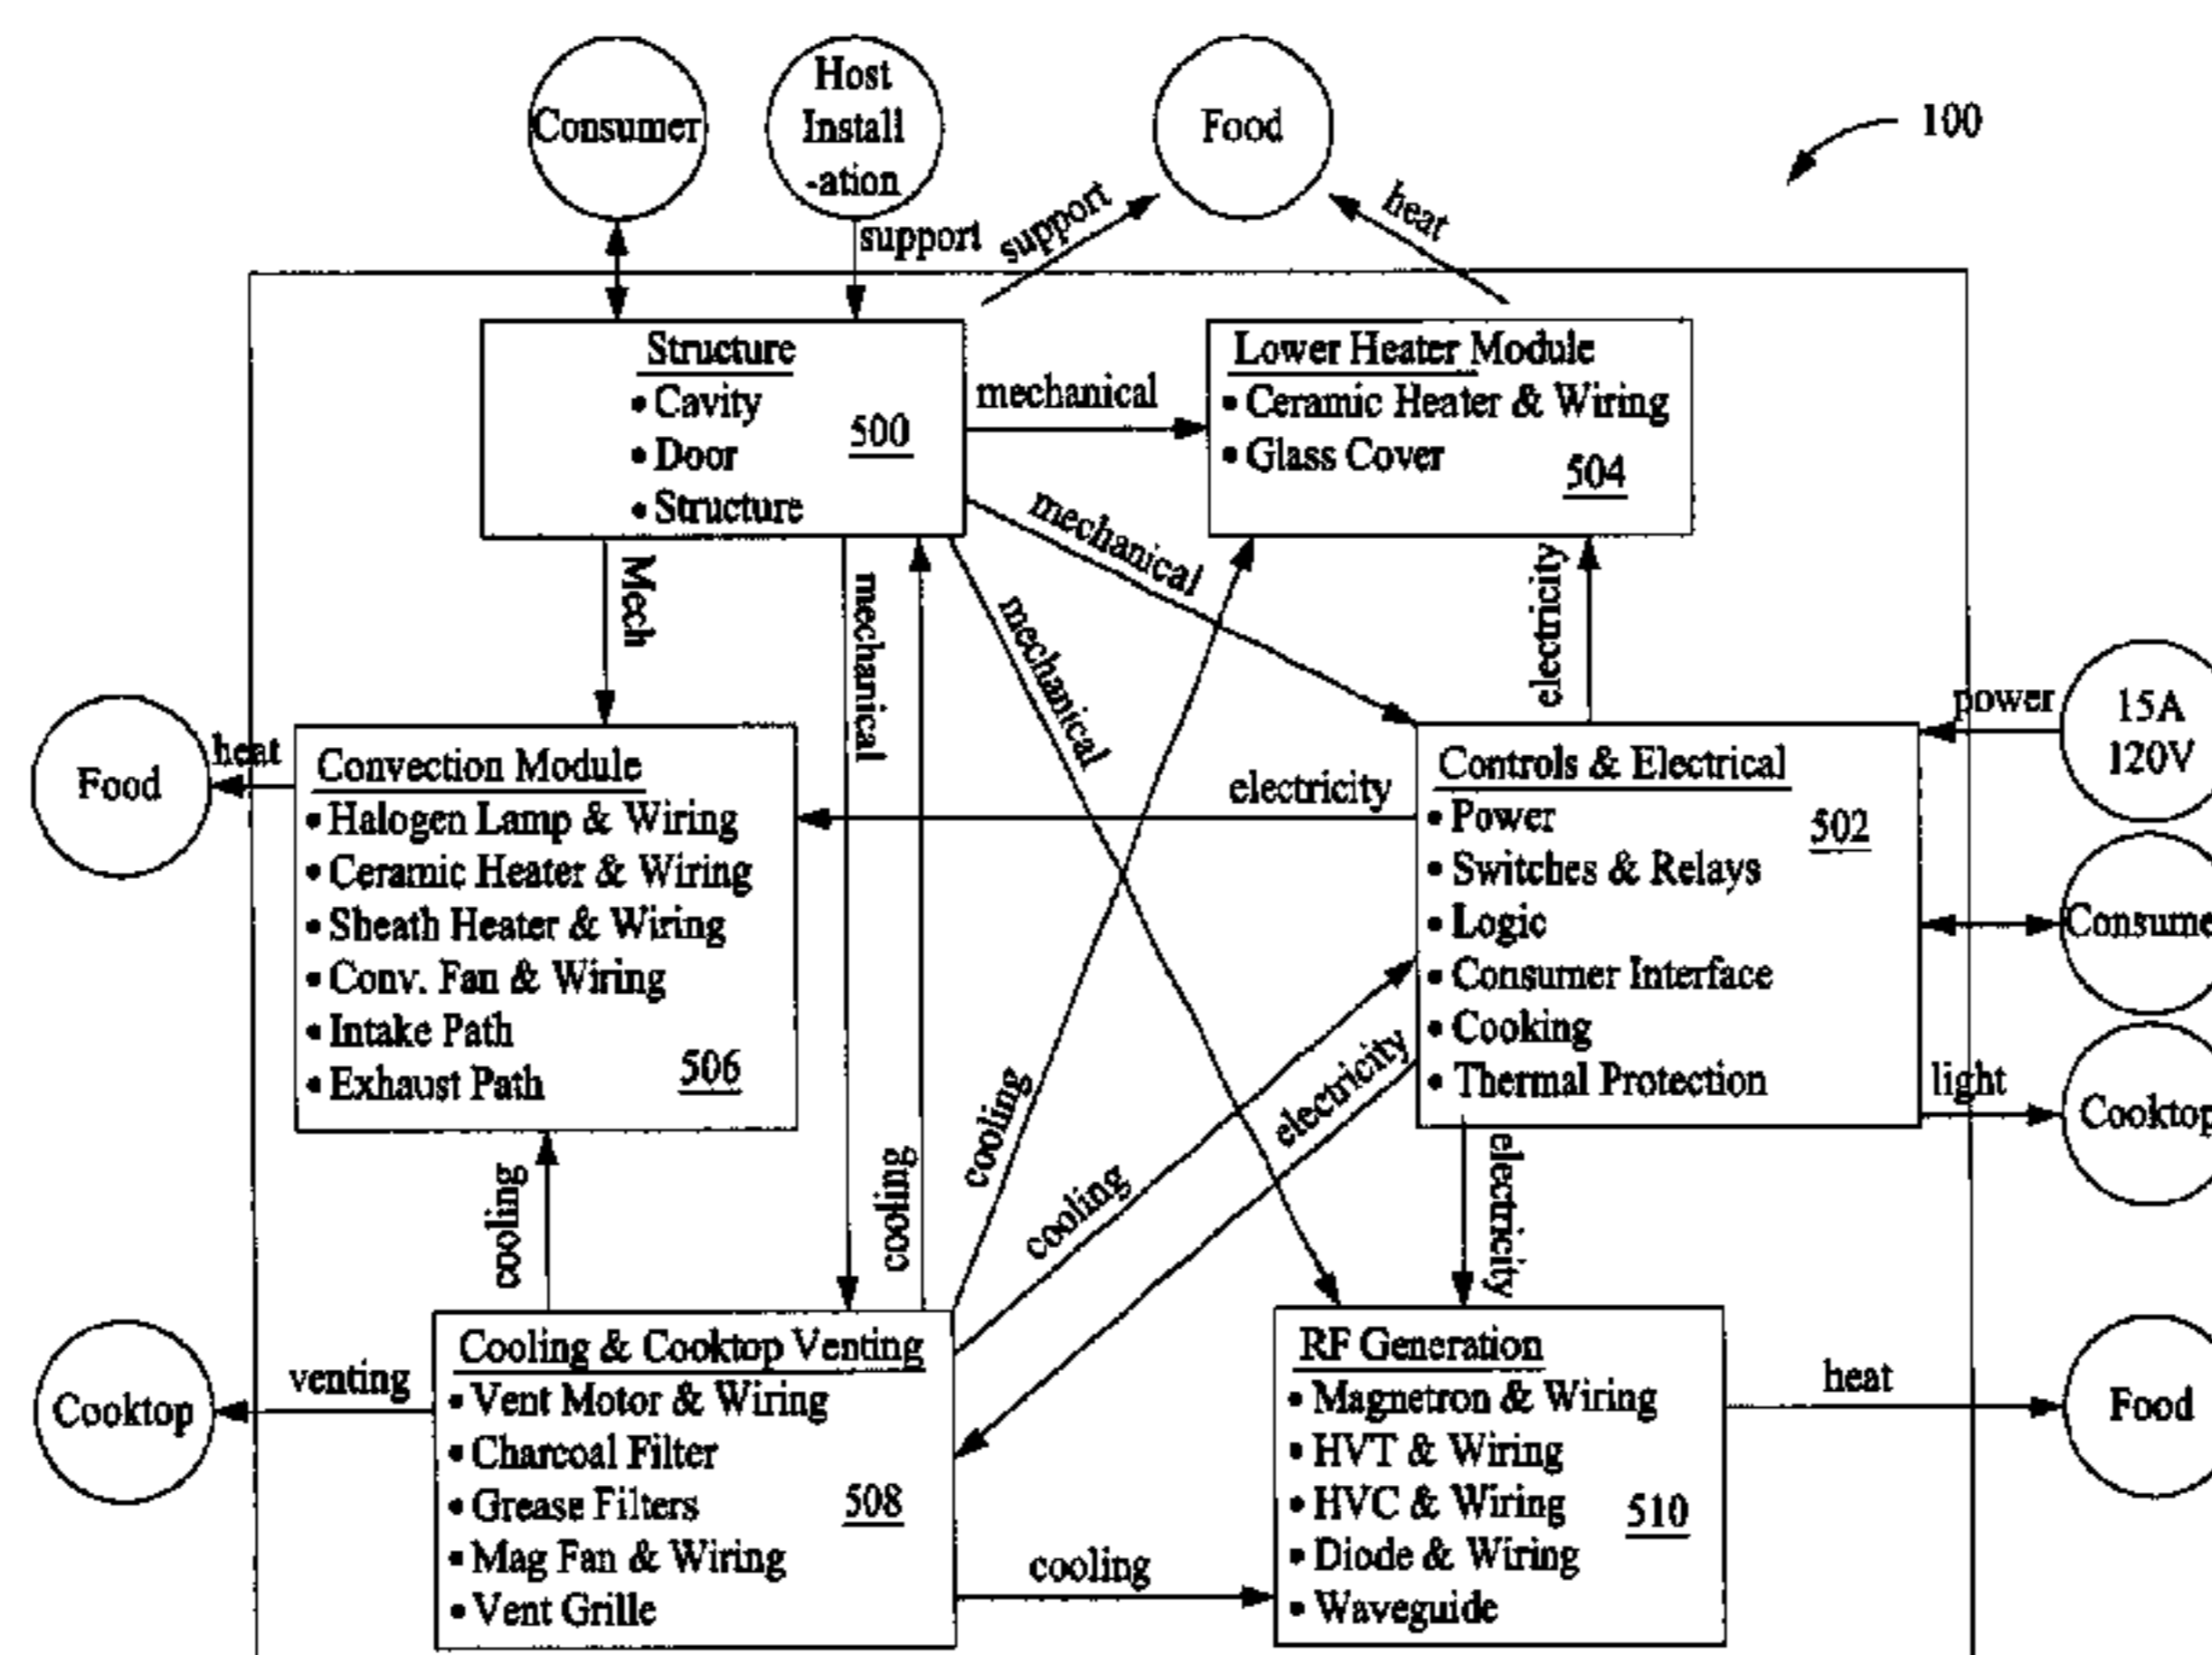 Consumer
Host
Install
-ation
Food
100
support
support
heat
Structure
• Cavity
• Door
• Structure
500
mechanical
Lower Heater Module
• Ceramic Heater & Wiring
• Glass Cover
504
Mech
mechanical
mechanical
mechanical
electricity
power
15A
120V
Food
heat
Convection Module
• Halogen Lamp & Wiring
• Ceramic Heater & Wiring
• Sheath Heater & Wiring
• Conv. Fan & Wiring
• Intake Path
• Exhaust Path
506
electricity
Controls & Electrical
• Power
• Switches & Relays
• Logic
• Consumer Interface
• Cooking
• Thermal Protection
502
Consume
light
Cooktop
cooling
cooling
cooling
cooling
electricity
electricity
Cooktop
venting
Cooling & Cooktop Venting
• Vent Motor & Wiring
• Charcoal Filter
• Grease Filters
• Mag Fan & Wiring
• Vent Grille
508
cooling
RF Generation
• Magnetron & Wiring
• HVT & Wiring
• HVC & Wiring
• Diode & Wiring
• Waveguide
510
heat
Food